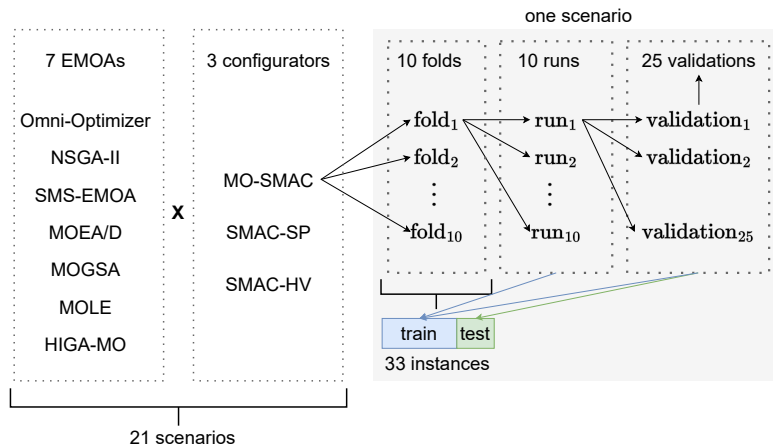 one scenario
7 EMOAs
3 configurators
10 folds
10 runs
25 validations
Omni-Optimizer
NSGA-II
SMS-EMOA
MOEA/D
MOGSA
MOLE
HIGA-MO
X
MO-SMAC
SMAC-SP
SMAC-HV
fold1
fold2
⋮
fold10
run1
run2
⋮
run10
validation1
validation2
validation25
train
test
33 instances
21 scenarios